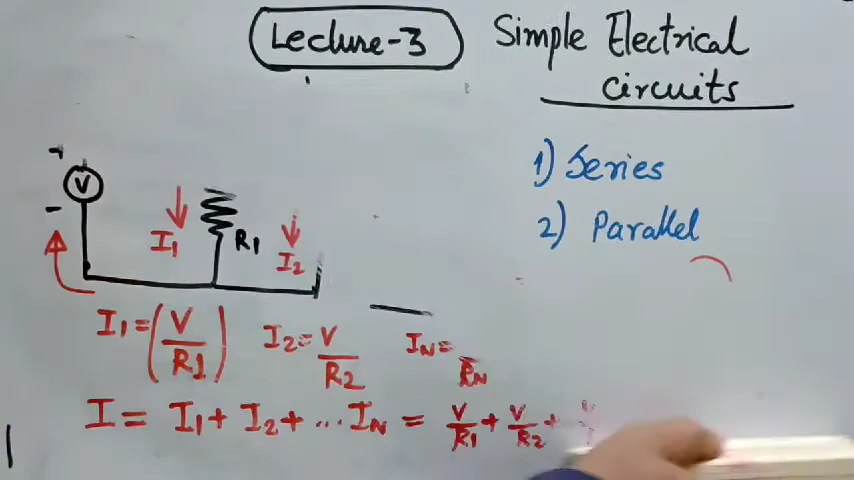 Lecture-3
Simple Electrical
circuits
1) Series
2) Parallel
+
V
-
I1
R1
I2
I1 = (V/R1)
I2 = V/R2
IN = /RN
I = I1 + I2 + ... IN = V/R1 + V/R2 +